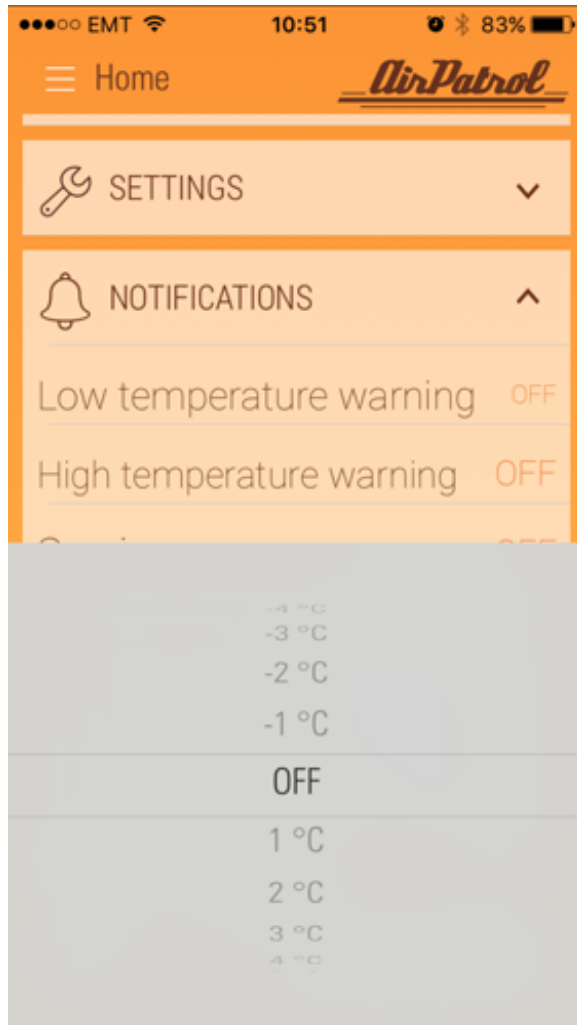 EMT 10:51 83%
Home AirPatrol
SETTINGS
NOTIFICATIONS
Low temperature warning OFF
High temperature warning OFF
-4 °C
-3 °C
-2 °C
-1 °C
OFF
1 °C
2 °C
3 °C
4 °C